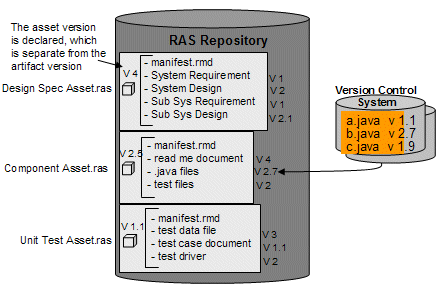 The asset version
is declared, which
is separate from the
artifact version
RAS Repository
V 4
- manifest.rmd
- System Requirement
- System Design
- Sub Sys Requirement
- Sub Sys Design
V 1
V 2
V 1
V 2.1
Design Spec Asset.ras
Version Control
System
a.java v 1.1
b.java v 2.7
c.java v 1.9
V 2.5
- manifest.rmd
- read me document
- .java files
- test files
V 4
V 2.7
V 2
Component Asset.ras
V 1.1
- manifest.rmd
- test data file
- test case document
- test driver
V 3
V 1.1
V 2
Unit Test Asset.ras